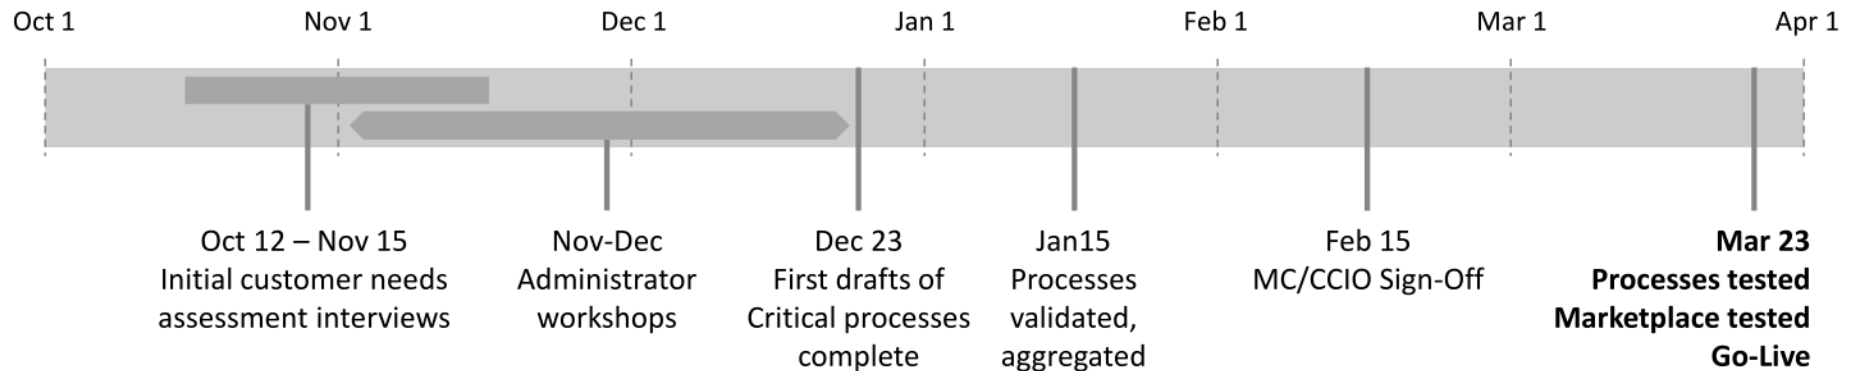 Oct 1
Nov 1
Dec 1
Jan 1
Feb 1
Mar 1
Apr 1
Oct 12 – Nov 15
Initial customer needs
assessment interviews
Nov-Dec
Administrator
workshops
Dec 23
First drafts of
Critical processes
complete
Jan15
Processes
validated,
aggregated
Feb 15
MC/CCIO Sign-Off
Mar 23
Processes tested
Marketplace tested
Go-Live